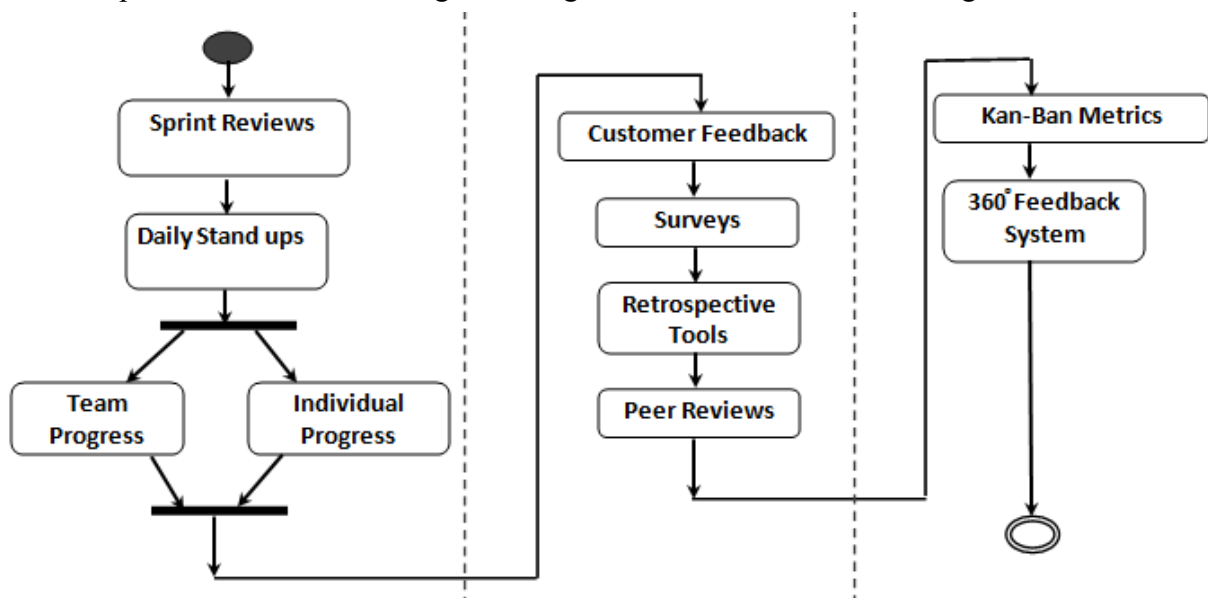 Sprint Reviews
Daily Stand ups
Team
Progress
Individual
Progress
Customer Feedback
Surveys
Retrospective
Tools
Peer Reviews
Kan-Ban Metrics
360° Feedback
System